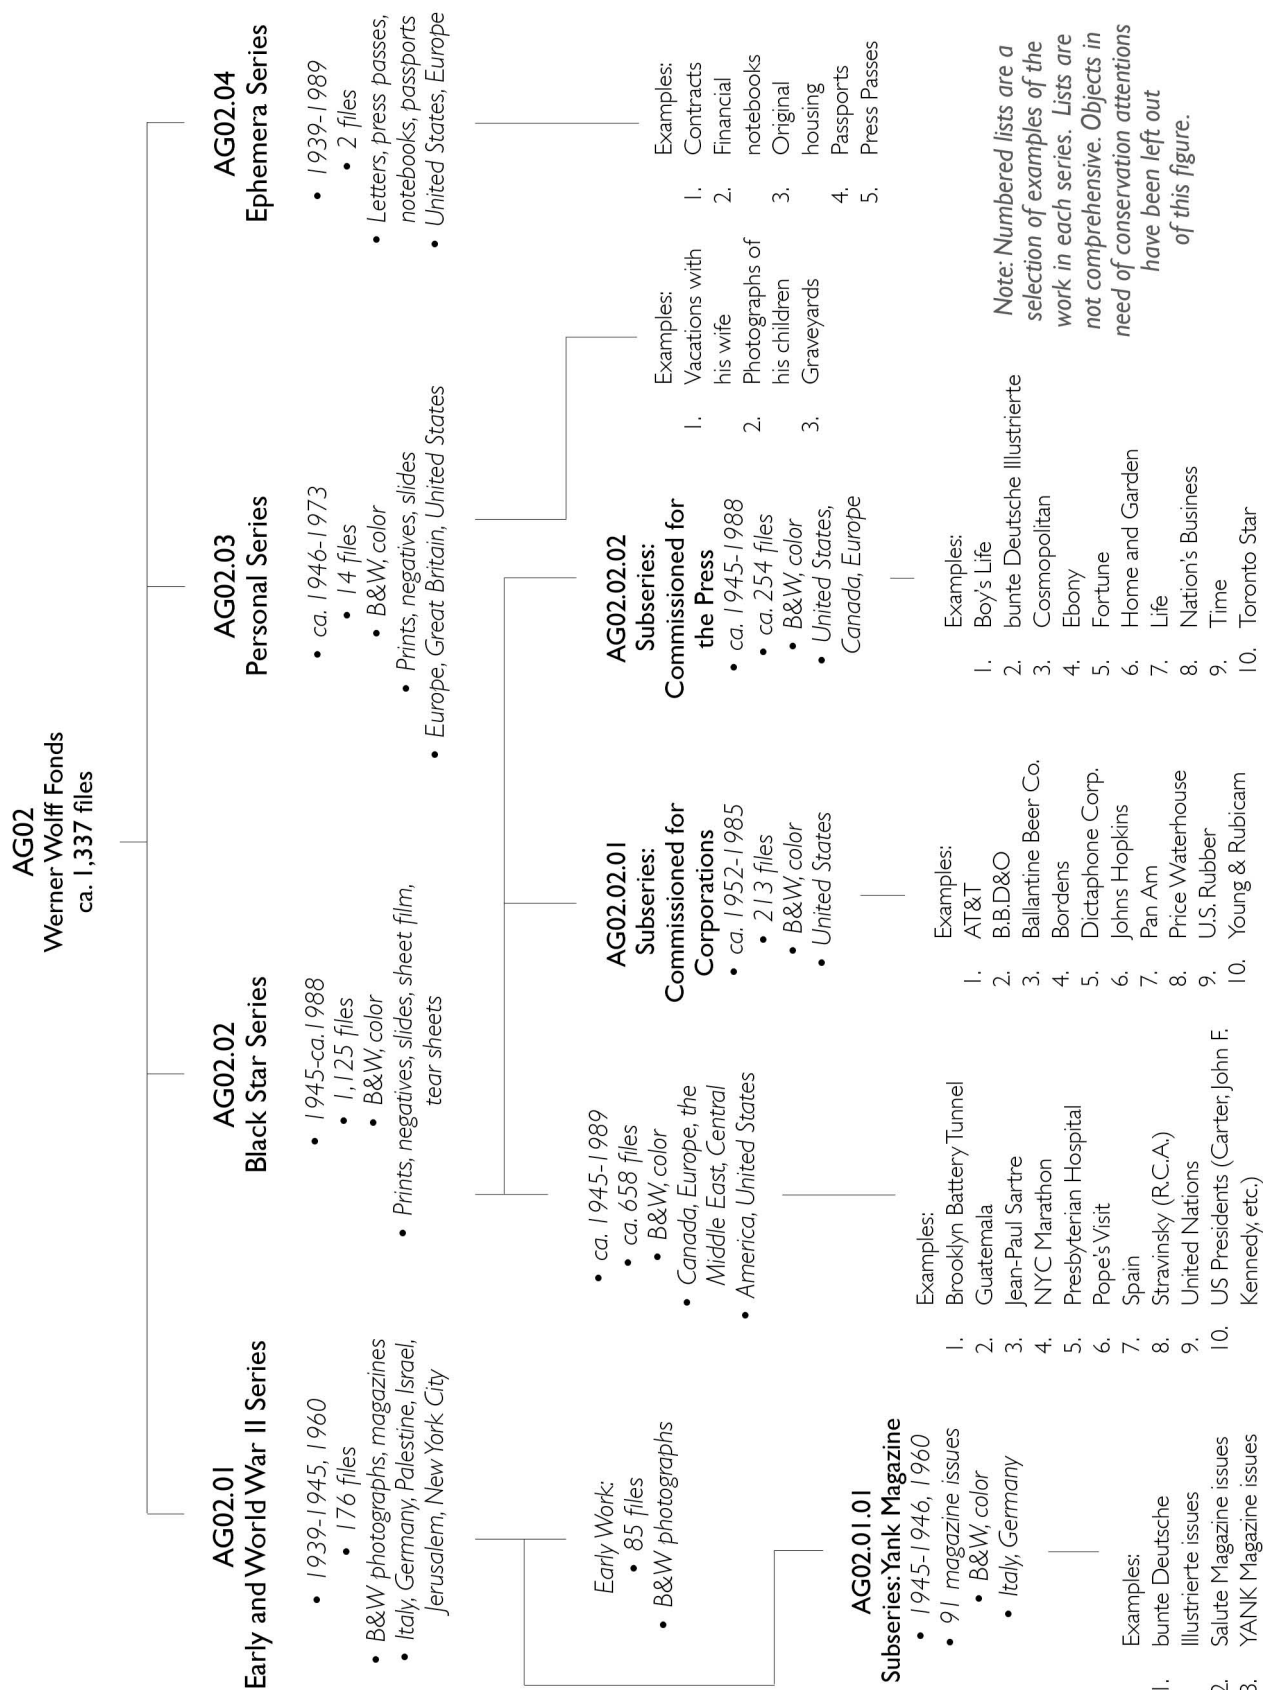 AG02
Werner Wolff Fonds
ca. 1,337 files
AG02.01
Early and World War II Series
• 1939-1945, 1960
• 176 files
• B&W photographs, magazines
• Italy, Germany, Palestine, Israel,
Jerusalem, New York City
Early Work:
• 85 files
• B&W photographs
AG02.01.01
Subseries: Yank Magazine
• 1945-1946, 1960
• 91 magazine issues
• B&W, color
• Italy, Germany
Examples:
1. bunte Deutsche
Illustrierte issues
2. Salute Magazine issues
3. YANK Magazine issues
AG02.02
Black Star Series
• 1945-ca.1988
• 1,125 files
• B&W, color
• Prints, negatives, slides, sheet film,
tear sheets
• ca. 1945-1989
• ca. 658 files
• B&W, color
• Canada, Europe, the
Middle East, Central
• America, United States
Examples:
1. Brooklyn Battery Tunnel
2. Guatemala
3. Jean-Paul Sartre
4. NYC Marathon
5. Presbyterian Hospital
6. Pope's Visit
7. Spain
8. Stravinsky (R.C.A.)
9. United Nations
10. US Presidents (Carter, John F.
Kennedy, etc.)
AG02.02.01
Subseries:
Commissioned for
Corporations
• ca. 1952-1985
• 213 files
• B&W, color
• United States
Examples:
1. AT&T
2. B.B.D&O
3. Ballantine Beer Co.
4. Bordens
5. Dictaphone Corp.
6. Johns Hopkins
7. Pan Am
8. Price Waterhouse
9. U.S. Rubber
10. Young & Rubicam
AG02.02.02
Subseries:
Commissioned for
the Press
• ca. 1945-1988
• ca. 254 files
• B&W, color
• United States,
Canada, Europe
Examples:
1. Boy's Life
2. bunte Deutsche Illustrierte
3. Cosmopolitan
4. Ebony
5. Fortune
6. Home and Garden
7. Life
8. Nation's Business
9. Time
10. Toronto Star
AG02.03
Personal Series
• ca. 1946-1973
• 14 files
• B&W, color
• Prints, negatives, slides
• Europe, Great Britain, United States
Examples:
1. Vacations with
his wife
2. Photographs of
his children
3. Graveyards
AG02.04
Ephemera Series
• 1939-1989
• 2 files
• Letters, press passes,
notebooks, passports
• United States, Europe
Examples:
1. Contracts
2. Financial
notebooks
3. Original
housing
4. Passports
5. Press Passes
Note: Numbered lists are a
selection of examples of the
work in each series. Lists are
not comprehensive. Objects in
need of conservation attentions
have been left out
of this figure.